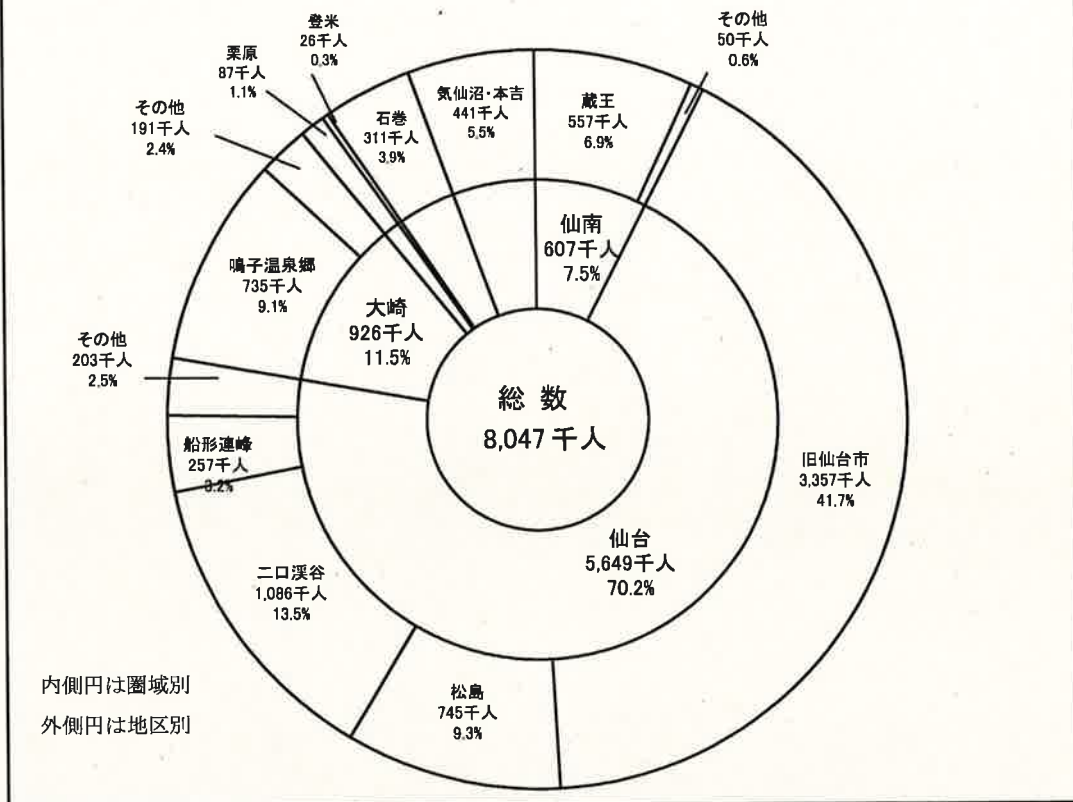 登米
26千人
0.3%
その他
50千人
0.6%
栗原
87千人
1.1%
その他
191千人
2.4%
石巻
311千人
3.9%
気仙沼・本吉
441千人
5.5%
蔵王
557千人
6.9%
仙南
607千人
7.5%
鳴子温泉郷
735千人
9.1%
大崎
926千人
11.5%
その他
203千人
2.5%
総 数
8,047 千人
船形連峰
257千人
3.2%
旧仙台市
3,357千人
41.7%
仙台
5,649千人
70.2%
二口渓谷
1,086千人
13.5%
松島
745千人
9.3%
内側円は圏域別
外側円は地区別